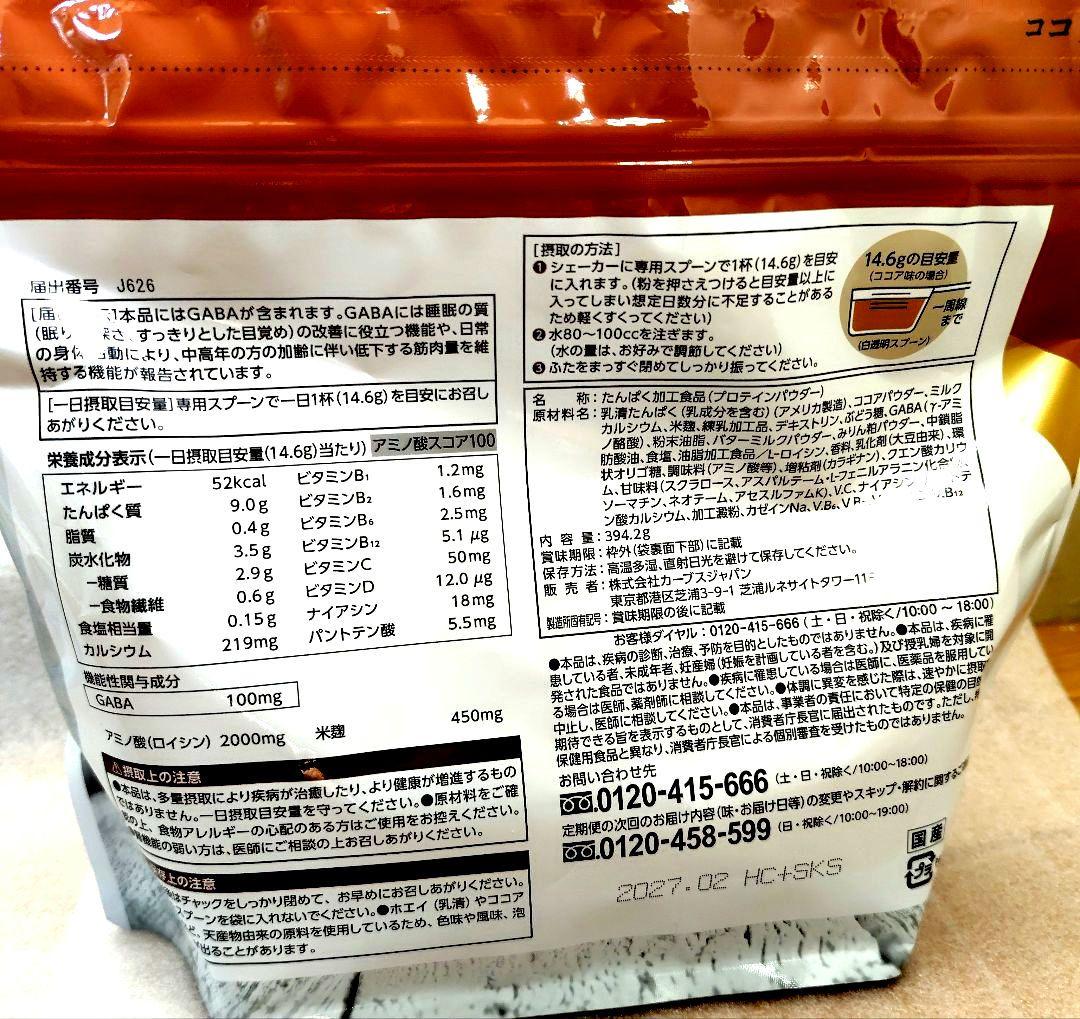 ココ
届出番号 J626
[届 本品にはGABAが含まれます。GABAには睡眠の質
(眠り さ、すっきりとした目覚め)の改善に役立つ機能や、日常
の身体 動により、中高年の方の加齢に伴い低下する筋肉量を維
持する機能が報告されています。
[一日摂取目安量]専用スプーンで一日1杯(14.6g)を目安にお召し
あがりください。
栄養成分表示(一日摂取目安量(14.6g)当たり) アミノ酸スコア100
エネルギー 52kcal ビタミンB₁ 1.2mg
たんぱく質 9.0g ビタミンB₂ 1.6mg
脂質 0.4g ビタミンB₆ 2.5mg
炭水化物 3.5g ビタミンB₁₂ 5.1μg
−糖質 2.9g ビタミンC 50mg
−食物繊維 0.6g ビタミンD 12.0μg
食塩相当量 0.15g ナイアシン 18mg
カルシウム 219mg パントテン酸 5.5mg
機能性関与成分
GABA 100mg
アミノ酸(ロイシン) 2000mg 米麹 450mg
⚠摂取上の注意
●本品は、多量摂取により疾病が治癒したり、より健康が増進するもの
ではありません。一日摂取目安量を守ってください。●原材料をご確
の上、食物アレルギーの心配のある方はご使用をお控えください。
機能の弱い方は、医師にご相談の上お召しあがりください。
上の注意
はチャックをしっかり閉めて、お早めにお召しあがりください。
スプーンを袋に入れないでください。●ホエイ(乳清)やココア
、天産物由来の原料を使用しているため、色味や風味、泡
出ることがあります。
[摂取の方法]
❶シェーカーに専用スプーンで1杯(14.6g)を目安
に入れます。(粉を押さえつけると目安量以上に
入ってしまい想定日数分に不足することがある
ため軽くすくってください)
❷水80〜100ccを注ぎます。
(水の量は、お好みで調節してください)
❸ふたをまっすぐ閉めてしっかり振ってください。
14.6gの目安量
(ココア味の場合)
一周線
まで
(白透明スプーン)
名 称:たんぱく加工食品(プロテインパウダー)
原材料名:乳清たんぱく(乳成分を含む)(アメリカ製造)、ココアパウダー、ミルク
カルシウム、米麹、練乳加工品、デキストリン、ぶどう糖、GABA(γ-アミ
ノ酪酸)、粉末油脂、バターミルクパウダー、みりん粕パウダー、中鎖脂
肪酸油、食塩、油脂加工食品/L-ロイシン、香料、乳化剤(大豆由来)、環
状オリゴ糖、調味料(アミノ酸等)、増粘剤(カラギナン)、クエン酸カリウ
ム、甘味料(スクラロース、アスパルテーム・L-フェニルアラニン化合
ソーマチン、ネオテーム、アセスルファムK)、V.C、ナイアシン テ
ン酸カルシウム、加工澱粉、カゼインNa、V.B₆、V.B .B₁₂
内 容 量:394.2g
賞味期限:枠外(袋裏面下部)に記載
保存方法:高温多湿、直射日光を避けて保存してください。
販 売 者:株式会社カーブスジャパン
東京都港区芝浦3-9-1 芝浦ルネサイトタワー11
製造所固有記号:賞味期限の後に記載
お客様ダイヤル:0120-415-666(土・日・祝除く/10:00 〜 18:00)
●本品は、疾病の診断、治療、予防を目的としたものではありません。●本品は、疾病に罹
患している者、未成年者、妊産婦(妊娠を計画している者を含む。)及び授乳婦を対象に開
発された食品ではありません。●疾病に罹患している場合は医師に、医薬品を服用してい
る場合は医師、薬剤師に相談してください。●体調に異変を感じた際は、速やかに摂取
中止し、医師に相談してください。●本品は、事業者の責任において特定の保健の目的
期待できる旨を表示するものとして、消費者庁長官に届出されたものです。ただし、
保健用食品と異なり、消費者庁長官による個別審査を受けたものではありません。
お問い合わせ先
0120-415-666 (土・日・祝除く/10:00~18:00)
定期便の次回のお届け内容(味・お届け日等)の変更やスキップ・解約に関する
0120-458-599 (日・祝除く/10:00~19:00)
国産
2027.02 HC+SKS
プラ